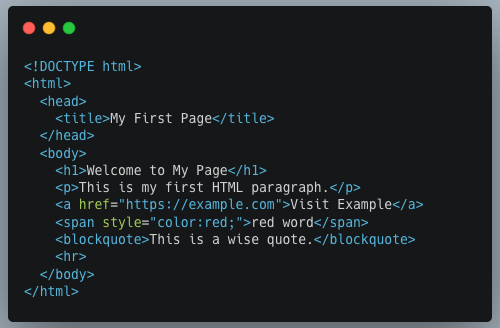 <!DOCTYPE html>
<html>
  <head>
    <title>My First Page</title>
  </head>
  <body>
    <h1>Welcome to My Page</h1>
    <p>This is my first HTML paragraph.</p>
    <a href="https://example.com">Visit Example</a>
    <span style="color:red;">red word</span>
    <blockquote>This is a wise quote.</blockquote>
    <hr>
  </body>
</html>